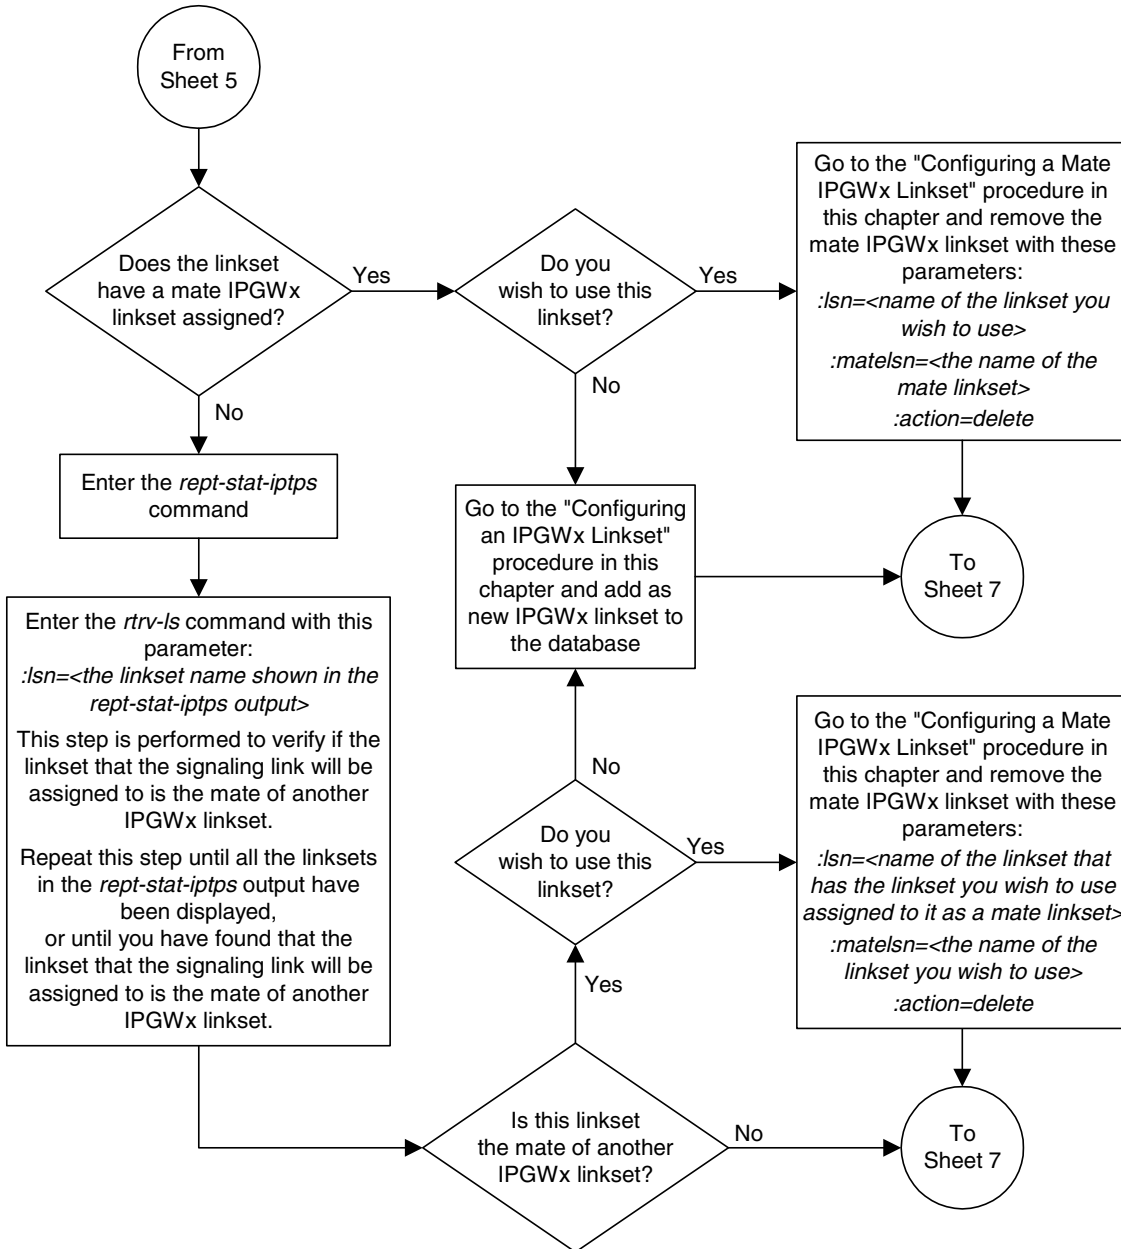 From
Sheet 5
Does the linkset
have a mate IPGWx
linkset assigned?
Yes
No
Do you
wish to use this
linkset?
Yes
No
Go to the "Configuring a Mate
IPGWx Linkset" procedure in
this chapter and remove the
mate IPGWx linkset with these
parameters:
:lsn=<name of the linkset you
wish to use>
:matelsn=<the name of the
mate linkset>
:action=delete
Enter the rept-stat-iptps
command
Go to the "Configuring
an IPGWx Linkset"
procedure in this
chapter and add as
new IPGWx linkset to
the database
To
Sheet 7
Enter the rtrv-ls command with this
parameter:
:lsn=<the linkset name shown in the
rept-stat-iptps output>
This step is performed to verify if the
linkset that the signaling link will be
assigned to is the mate of another
IPGWx linkset.
Repeat this step until all the linksets
in the rept-stat-iptps output have
been displayed,
or until you have found that the
linkset that the signaling link will be
assigned to is the mate of another
IPGWx linkset.
No
Do you
wish to use this
linkset?
Yes
Yes
Go to the "Configuring a Mate
IPGWx Linkset" procedure in
this chapter and remove the
mate IPGWx linkset with these
parameters:
:lsn=<name of the linkset that
has the linkset you wish to use
assigned to it as a mate linkset>
:matelsn=<the name of the
linkset you wish to use>
:action=delete
Is this linkset
the mate of another
IPGWx linkset?
No
To
Sheet 7